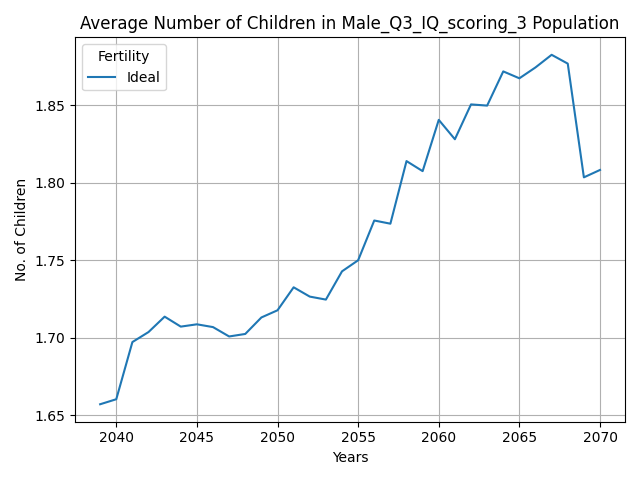 Average Number of Children in Male_Q3_IQ_scoring_3 Population
Fertility
Ideal
No. of Children
1.85
1.80
1.75
1.70
1.65
2040 2045 2050 2055 2060 2065 2070
Years